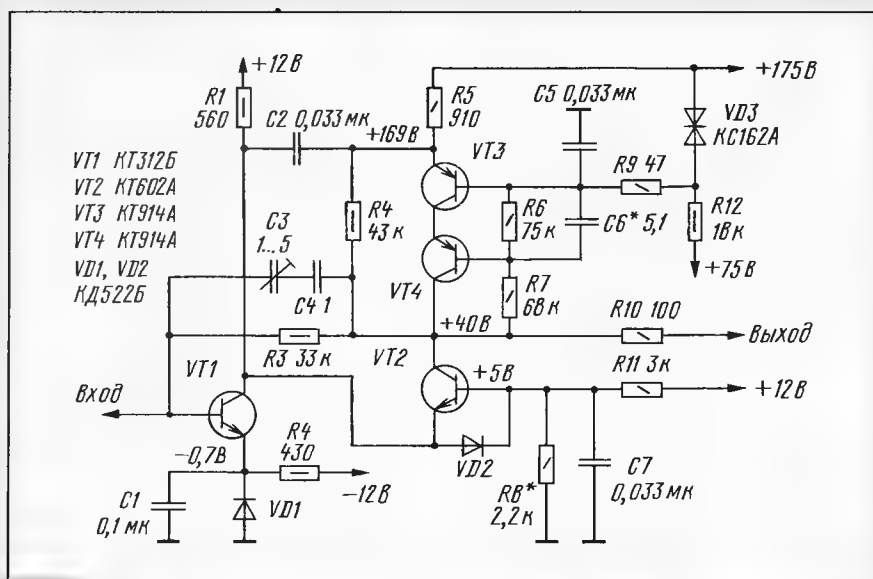 +12В
+175В
R1
560
C2 0,033мк
+169В
R5
910
C5 0,033мк
VD3
КС162А
VT1 КТ312Б
VT2 КТ602А
VT3 КТ914А
VT4 КТ914А
VD1, VD2
КД522Б
VT3
R9 47
R4
43к
R6
75к
C6* 5,1
R12
18к
C3
1...5
C4 1
VT4
R7
68к
+75В
+40В
R10 100
Выход
R3 33к
VT2
VT1
+5В
R11 3к
+12В
Вход
−0,7В
R4
430
−12В
VD2
R8*
2,2к
C7
0,033мк
C1
0,1мк
VD1